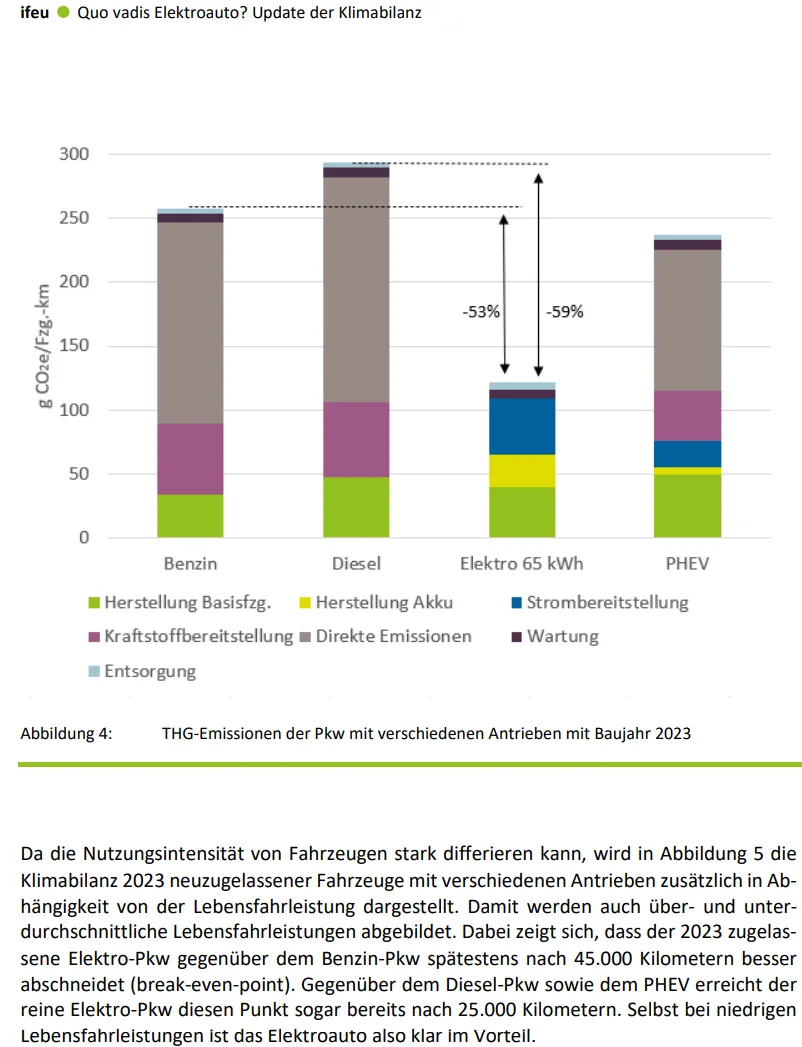 ifeu Quo vadis Elektroauto? Update der Klimabilanz
300
250
200
150
100
50
0
g CO2e/Fzg.-km
-53%
-59%
Benzin
Diesel
Elektro 65 kWh
PHEV
Herstellung Basisfzg.
Herstellung Akku
Strombereitstellung
Kraftstoffbereitstellung
Direkte Emissionen
Wartung
Entsorgung
Abbildung 4: THG-Emissionen der Pkw mit verschiedenen Antrieben mit Baujahr 2023
Da die Nutzungsintensität von Fahrzeugen stark differieren kann, wird in Abbildung 5 die
Klimabilanz 2023 neuzugelassener Fahrzeuge mit verschiedenen Antrieben zusätzlich in Ab-
hängigkeit von der Lebensfahrleistung dargestellt. Damit werden auch über- und unter-
durchschnittliche Lebensfahrleistungen abgebildet. Dabei zeigt sich, dass der 2023 zugelas-
sene Elektro-Pkw gegenüber dem Benzin-Pkw spätestens nach 45.000 Kilometern besser
abschneidet (break-even-point). Gegenüber dem Diesel-Pkw sowie dem PHEV erreicht der
reine Elektro-Pkw diesen Punkt sogar bereits nach 25.000 Kilometern. Selbst bei niedrigen
Lebensfahrleistungen ist das Elektroauto also klar im Vorteil.